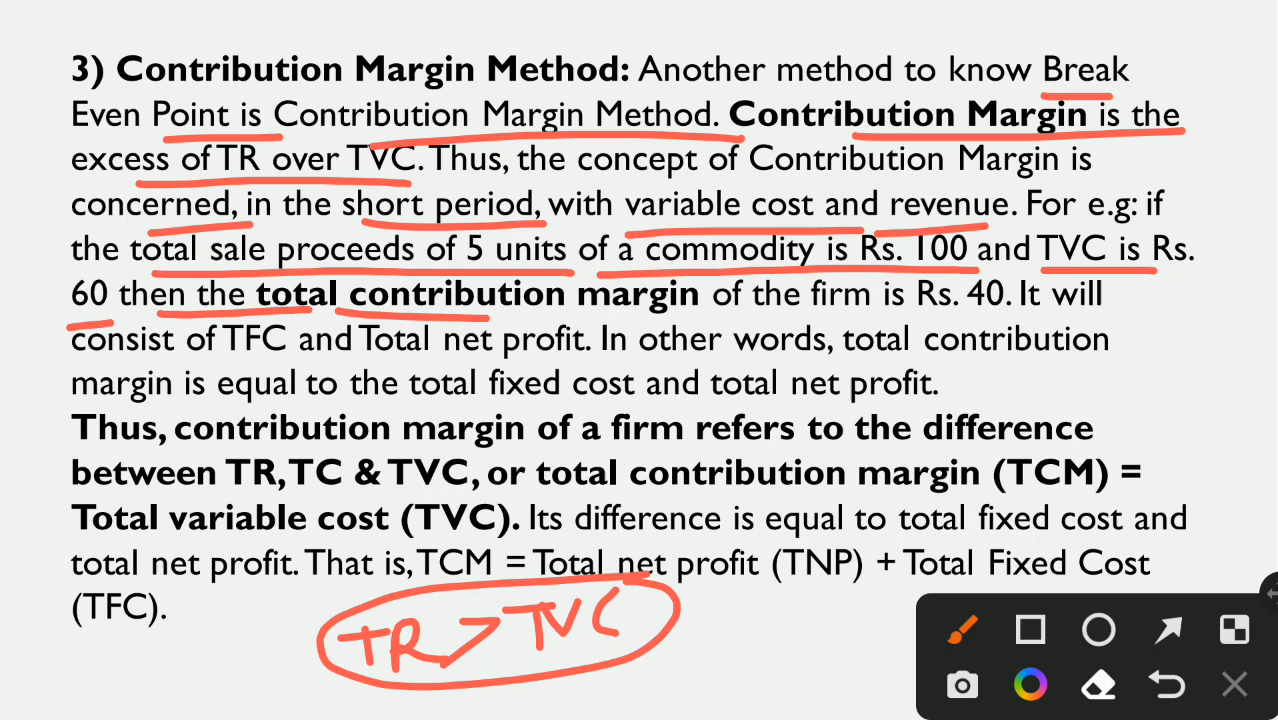 3) Contribution Margin Method: Another method to know Break
Even Point is Contribution Margin Method. Contribution Margin is the
excess of TR over TVC. Thus, the concept of Contribution Margin is
concerned, in the short period, with variable cost and revenue. For e.g: if
the total sale proceeds of 5 units of a commodity is Rs. 100 and TVC is Rs.
60 then the total contribution margin of the firm is Rs. 40. It will
consist of TFC and Total net profit. In other words, total contribution
margin is equal to the total fixed cost and total net profit.
Thus, contribution margin of a firm refers to the difference
between TR, TC & TVC, or total contribution margin (TCM) =
Total variable cost (TVC). Its difference is equal to total fixed cost and
total net profit. That is, TCM = Total net profit (TNP) + Total Fixed Cost
(TFC).
TR > TVC